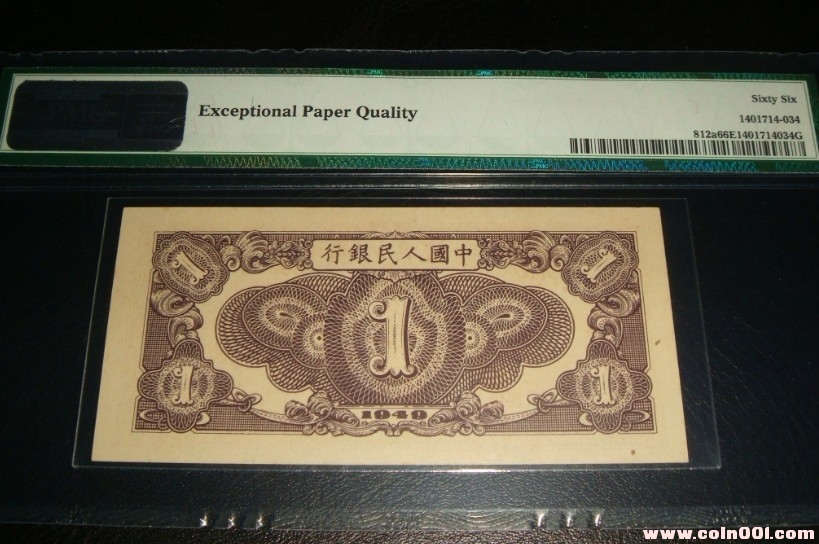 Exceptional Paper Quality
Sixty Six
1401714-034
812a66E1401714034G
行銀民人國中
1
1
1
1
1
1949
www.coin001.com